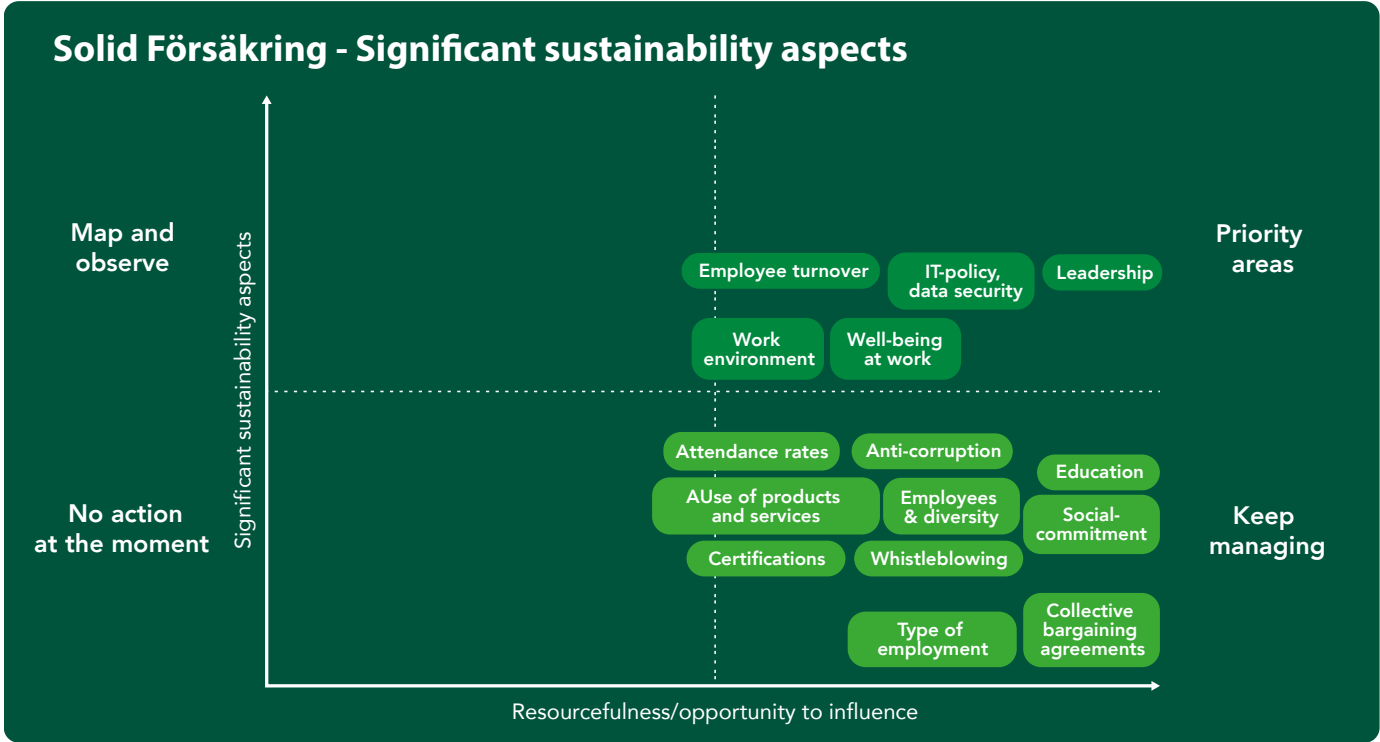 Solid Försäkring - Significant sustainability aspects
Map and
observe
Significant sustainability aspects
Priority
areas
Employee turnover
IT-policy,
data security
Leadership
Work
environment
Well-being
at work
No action
at the moment
Keep
managing
Attendance rates
Anti-corruption
Education
AUse of products
and services
Employees
& diversity
Social-
commitment
Certifications
Whistleblowing
Type of
employment
Collective
bargaining
agreements
Resourcefulness/opportunity to influence